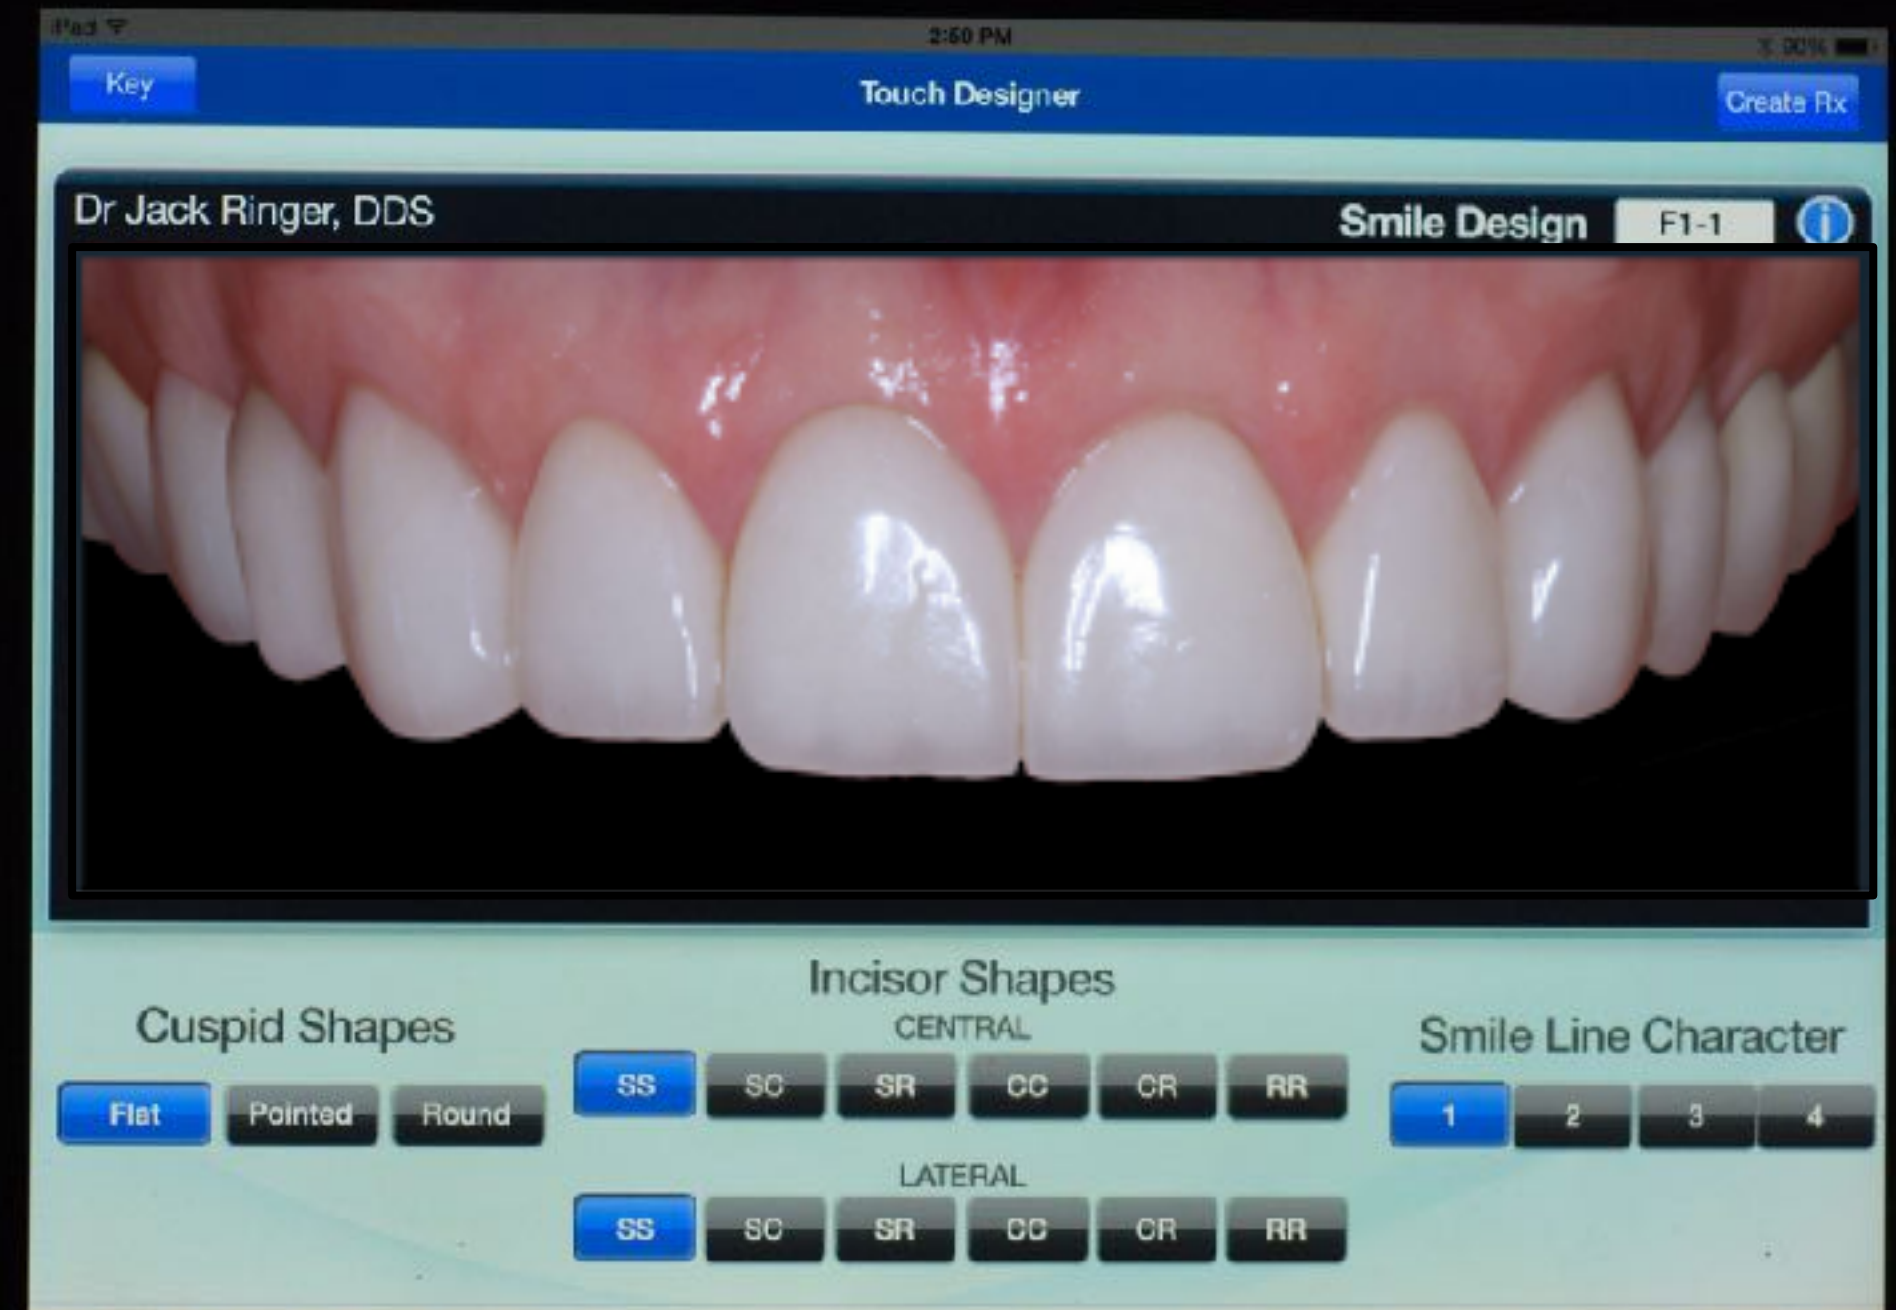 iPad
2:50 PM
90%
Key
Touch Designer
Create Rx
Dr Jack Ringer, DDS
Smile Design
F1-1
Incisor Shapes
Cuspid Shapes
CENTRAL
Smile Line Character
SS SC SR CC CR RR
Flat Pointed Round
1 2 3 4
LATERAL
SS SC SR CC CR RR